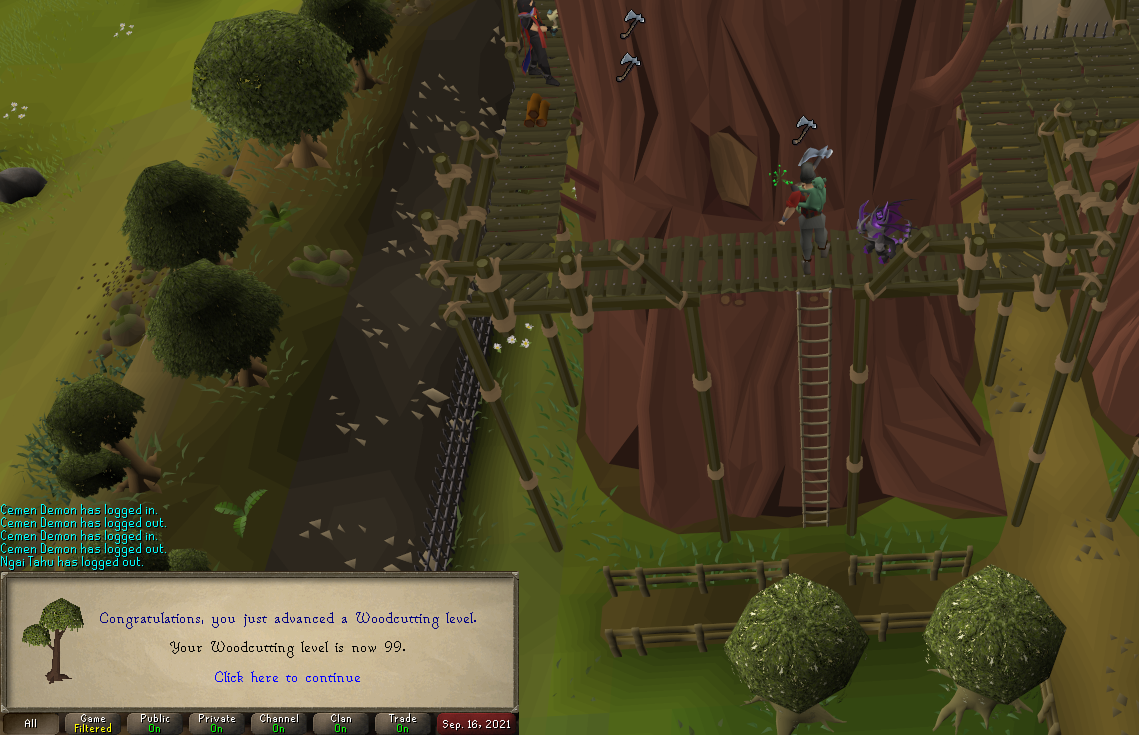 Cemen Demon has logged in.
Cemen Demon has logged out.
Cemen Demon has logged in.
Cemen Demon has logged out.
Ngai Tahu has logged out.
Congratulations, you just advanced a Woodcutting level.
Your Woodcutting level is now 99.
Click here to continue
All
Game
Filtered
Public
On
Private
On
Channel
On
Clan
On
Trade
On
Sep. 16, 2021